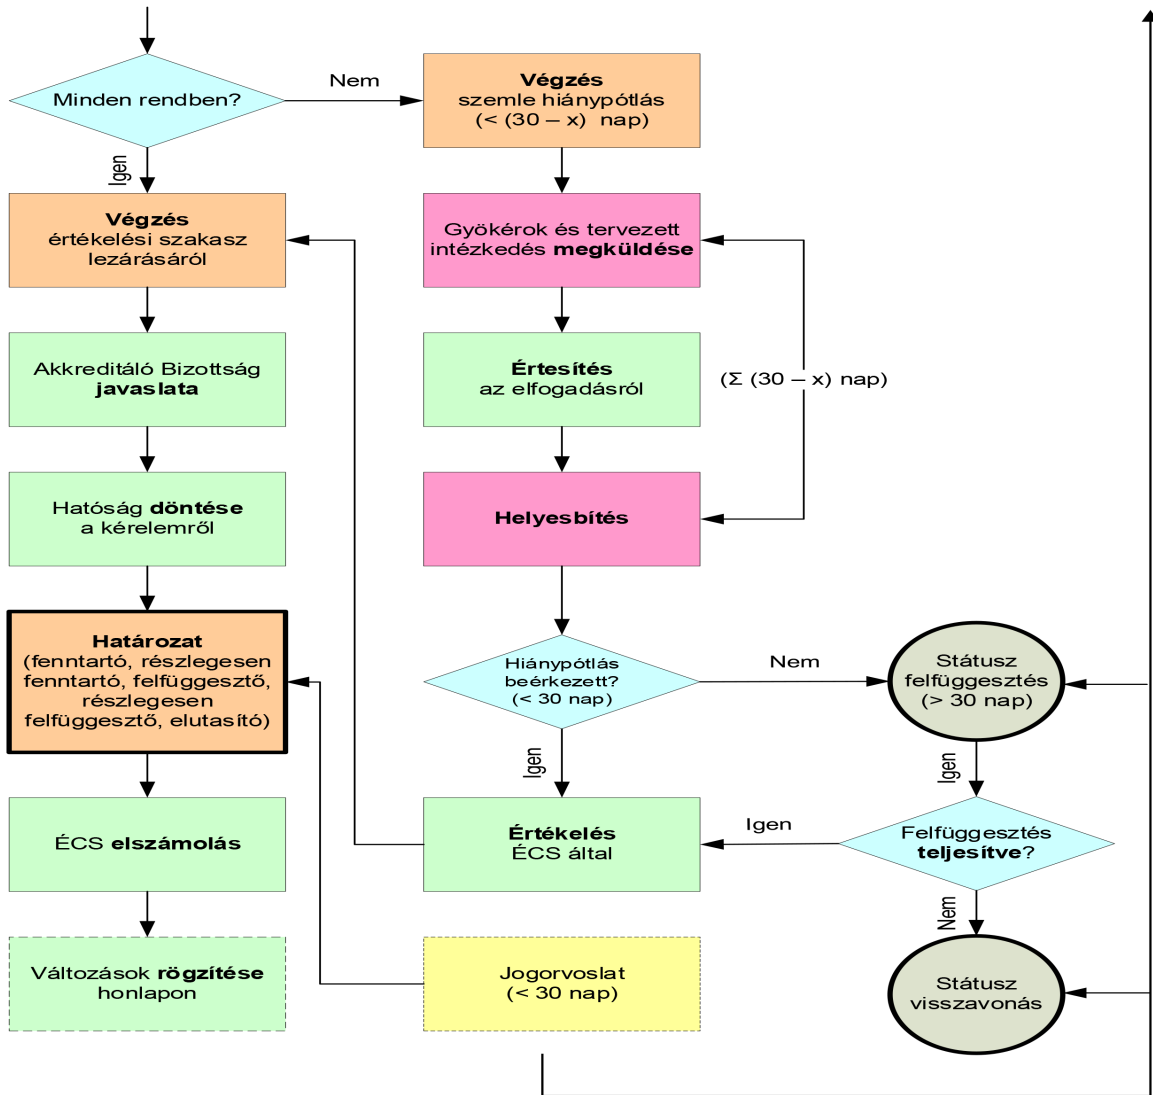 Minden rendben?
Nem
Végzés
szemle hiánypótlás
(< (30 – x)  nap)
Igen
Végzés
értékelési szakasz
lezárásáról
Gyökérok és tervezett
intézkedés megküldése
Akkreditáló Bizottság
javaslata
Értesítés
az elfogadásról
(Σ (30 – x) nap)
Hatóság döntése
a kérelemről
Helyesbítés
Határozat
(fenntartó, részlegesen
fenntartó, felfüggesztő,
részlegesen
felfüggesztő, elutasító)
Hiánypótlás
beérkezett?
(< 30 nap)
Nem
Státusz
felfüggesztés
(> 30 nap)
Igen
Igen
ÉCS elszámolás
Értékelés
ÉCS által
Igen
Felfüggesztés
teljesítve?
Nem
Változások rögzítése
honlapon
Jogorvoslat
(< 30 nap)
Státusz
visszavonás